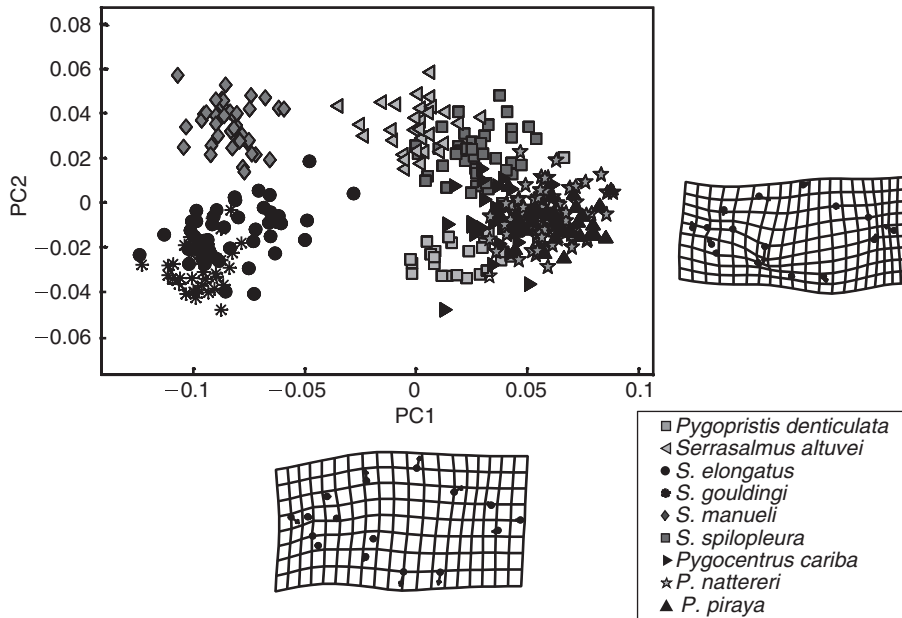 0.08
0.06
0.04
0.02
0
−0.02
−0.04
−0.06
PC2
−0.1
−0.05
0
0.05
0.1
PC1
Pygopristis denticulata
Serrasalmus altuvei
S. elongatus
S. gouldingi
S. manueli
S. spilopleura
Pygocentrus cariba
P. nattereri
P. piraya